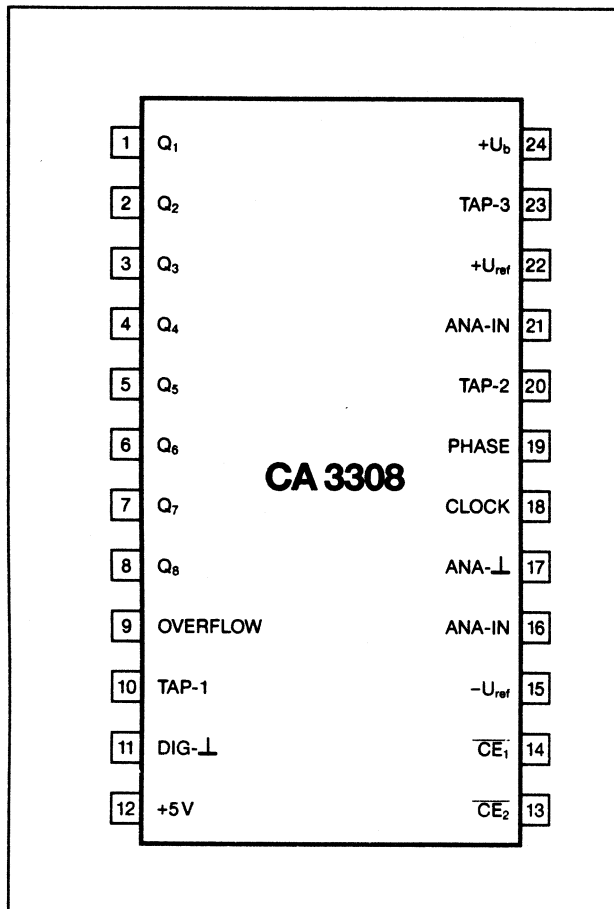 1 Q₁ +U_b 24
2 Q₂ TAP-3 23
3 Q₃ +U_ref 22
4 Q₄ ANA-IN 21
5 Q₅ TAP-2 20
6 Q₆ PHASE 19
CA 3308
7 Q₇ CLOCK 18
8 Q₈ ANA-⊥ 17
9 OVERFLOW ANA-IN 16
10 TAP-1 −U_ref 15
11 DIG-⊥ C̅E̅₁ 14
12 +5V C̅E̅₂ 13